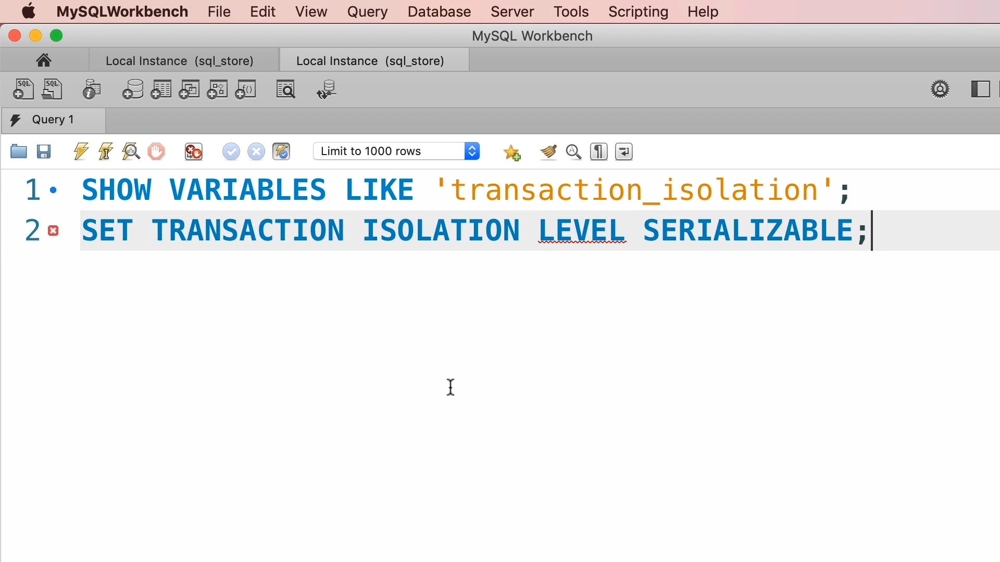 MySQLWorkbench File Edit View Query Database Server Tools Scripting Help
MySQL Workbench
Local Instance (sql_store) Local Instance (sql_store)
SQL SQL
Query 1
Limit to 1000 rows
1 SHOW VARIABLES LIKE 'transaction_isolation';
2 SET TRANSACTION ISOLATION LEVEL SERIALIZABLE;